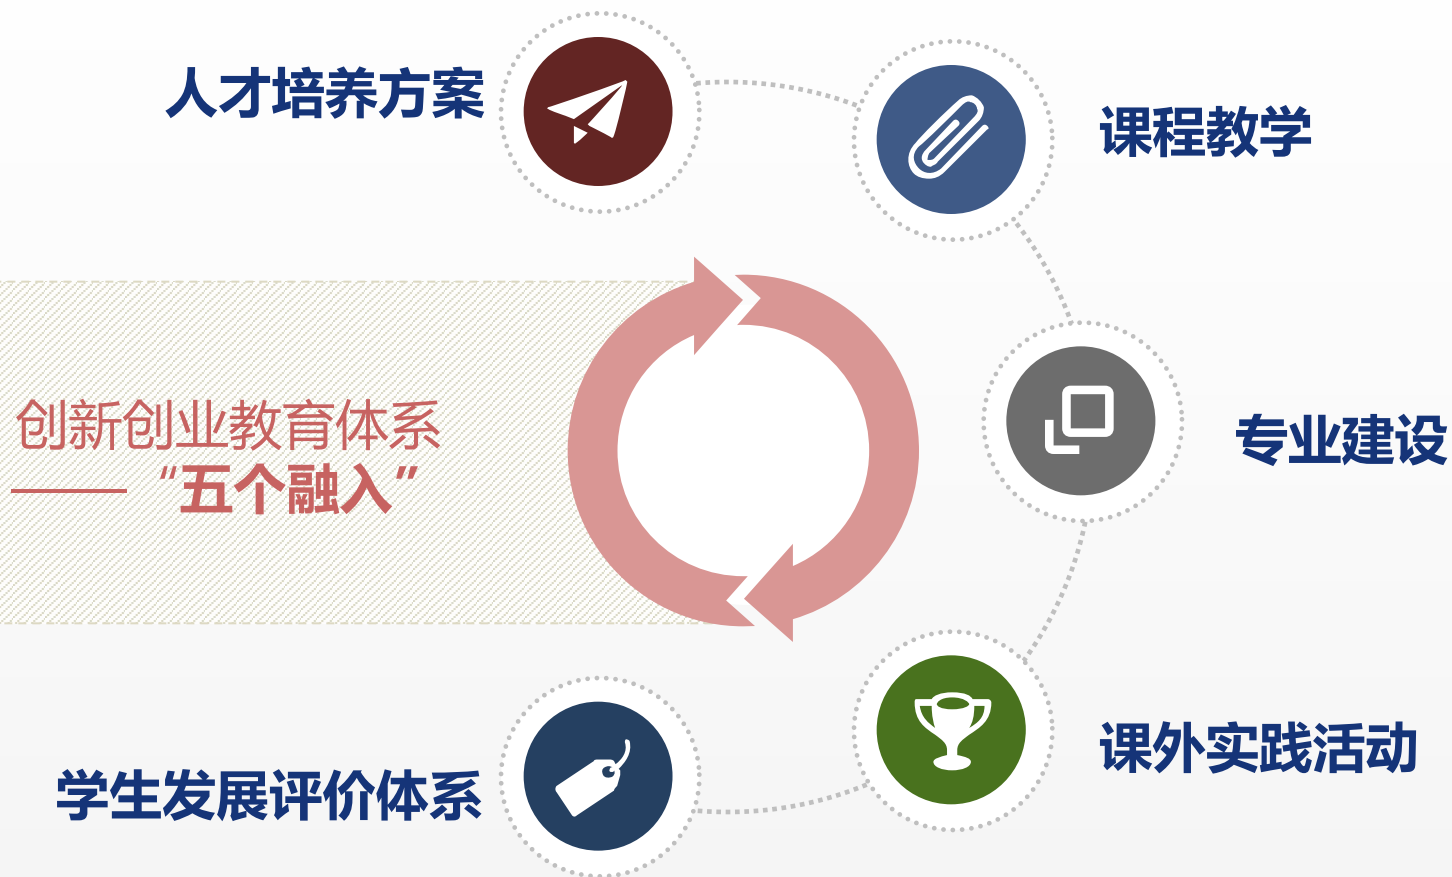 人才培养方案
课程教学
创新创业教育体系
——“五个融入”
专业建设
课外实践活动
学生发展评价体系